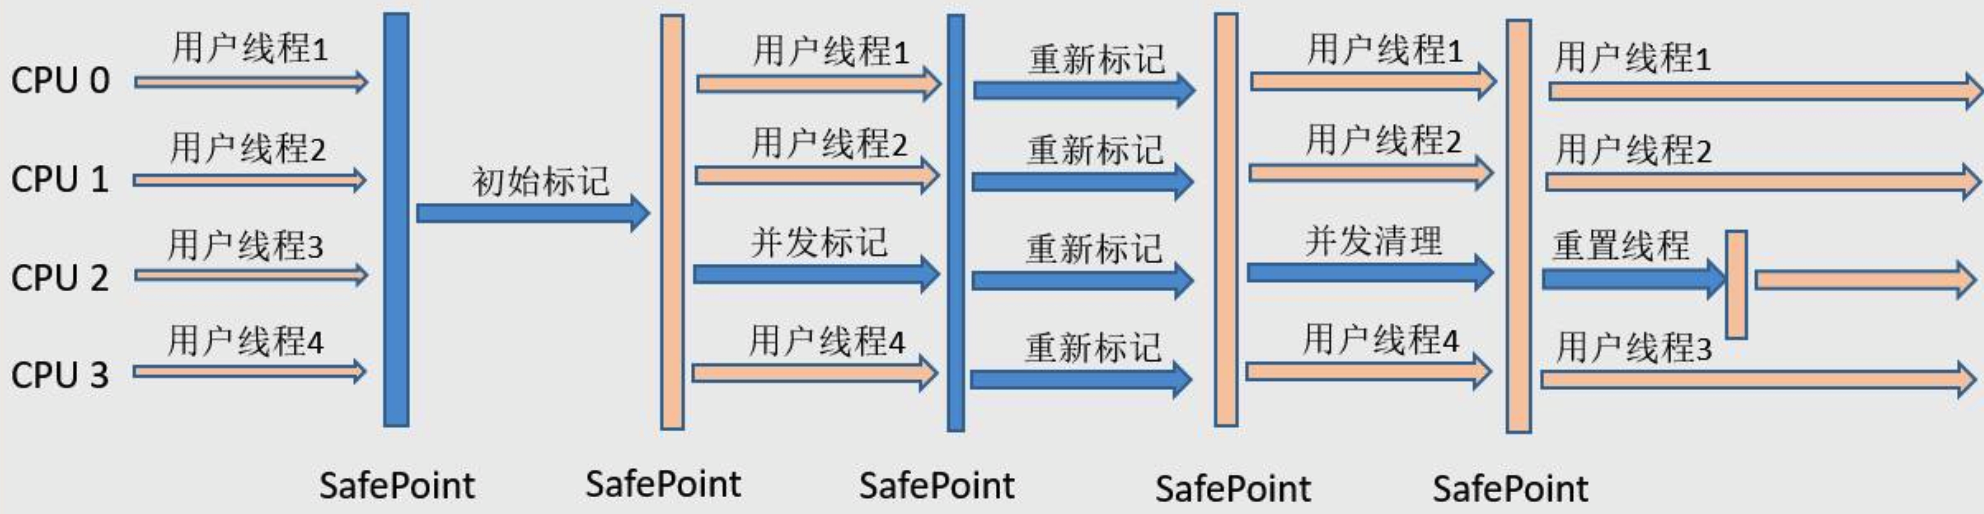 用户线程1
用户线程1
重新标记
用户线程1
用户线程1
CPU 0
用户线程2
用户线程2
重新标记
用户线程2
用户线程2
CPU 1
初始标记
用户线程3
并发标记
重新标记
并发清理
重置线程
CPU 2
用户线程4
用户线程4
重新标记
用户线程4
用户线程3
CPU 3
SafePoint
SafePoint
SafePoint
SafePoint
SafePoint